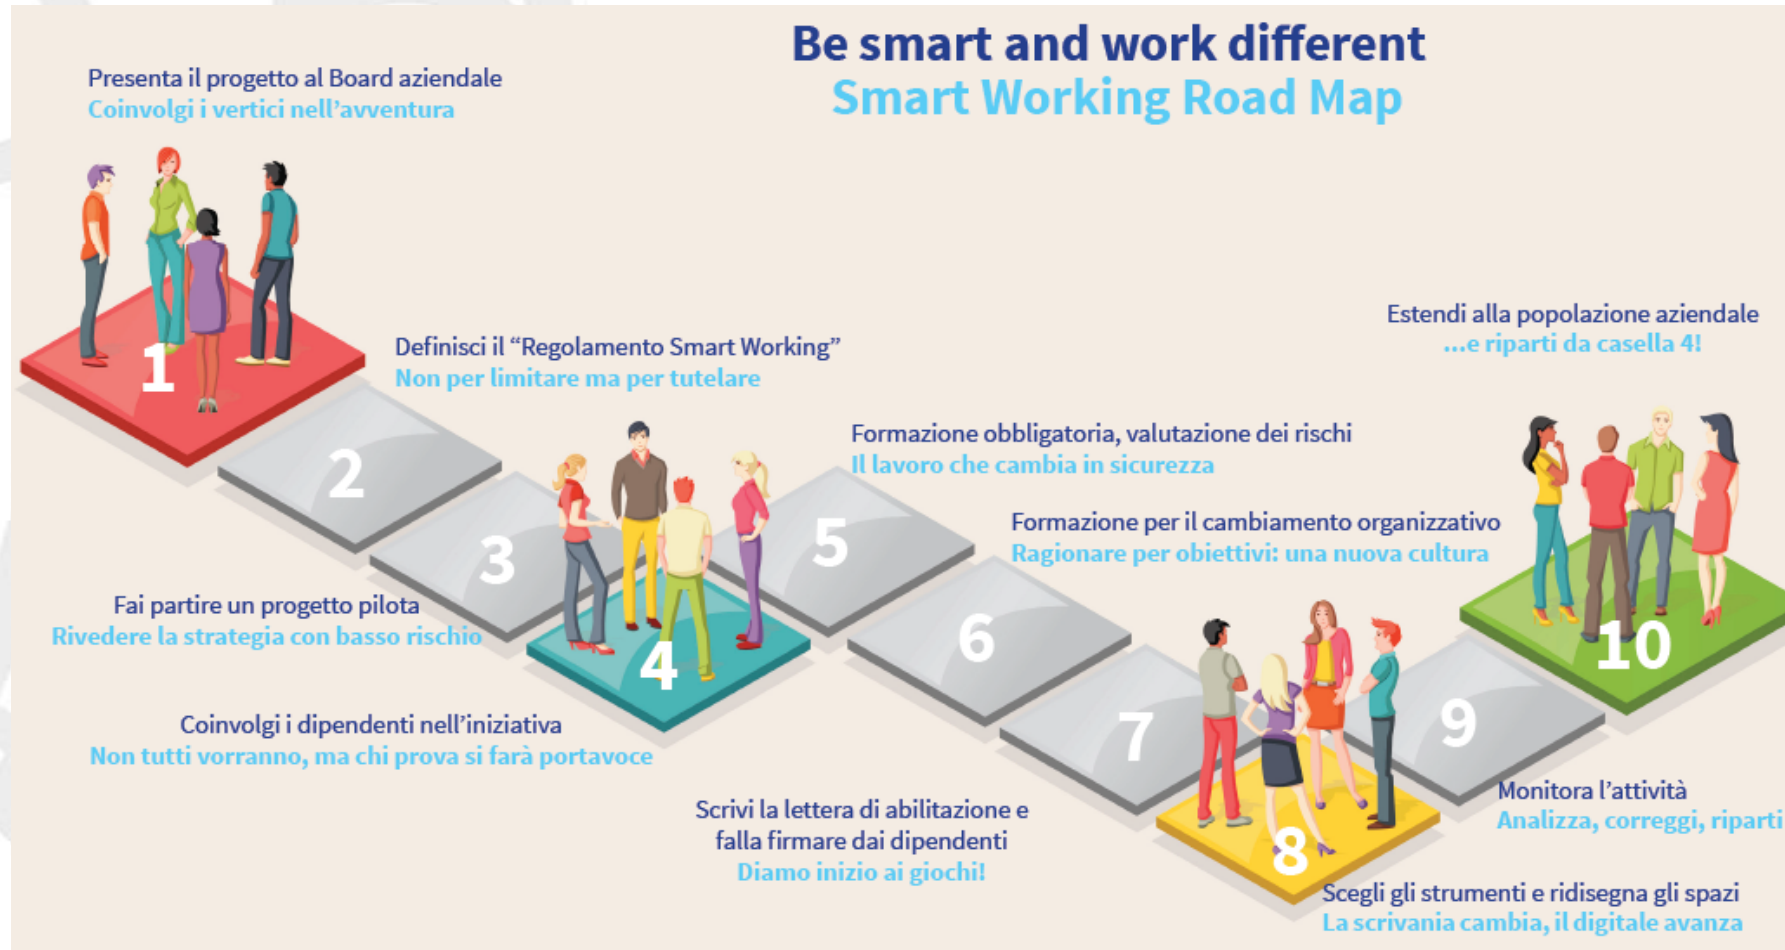 Be smart and work different
Smart Working Road Map
Presenta il progetto al Board aziendale
Coinvolgi i vertici nell'avventura
1
Definisci il “Regolamento Smart Working”
Non per limitare ma per tutelare
2
Fai partire un progetto pilota
Rivedere la strategia con basso rischio
3
Coinvolgi i dipendenti nell'iniziativa
Non tutti vorranno, ma chi prova si farà portavoce
4
Formazione obbligatoria, valutazione dei rischi
Il lavoro che cambia in sicurezza
5
Formazione per il cambiamento organizzativo
Ragionare per obiettivi: una nuova cultura
6
Scrivi la lettera di abilitazione e
falla firmare dai dipendenti
Diamo inizio ai giochi!
7
Scegli gli strumenti e ridisegna gli spazi
La scrivania cambia, il digitale avanza
8
Monitora l'attività
Analizza, correggi, riparti
9
Estendi alla popolazione aziendale
...e riparti da casella 4!
10